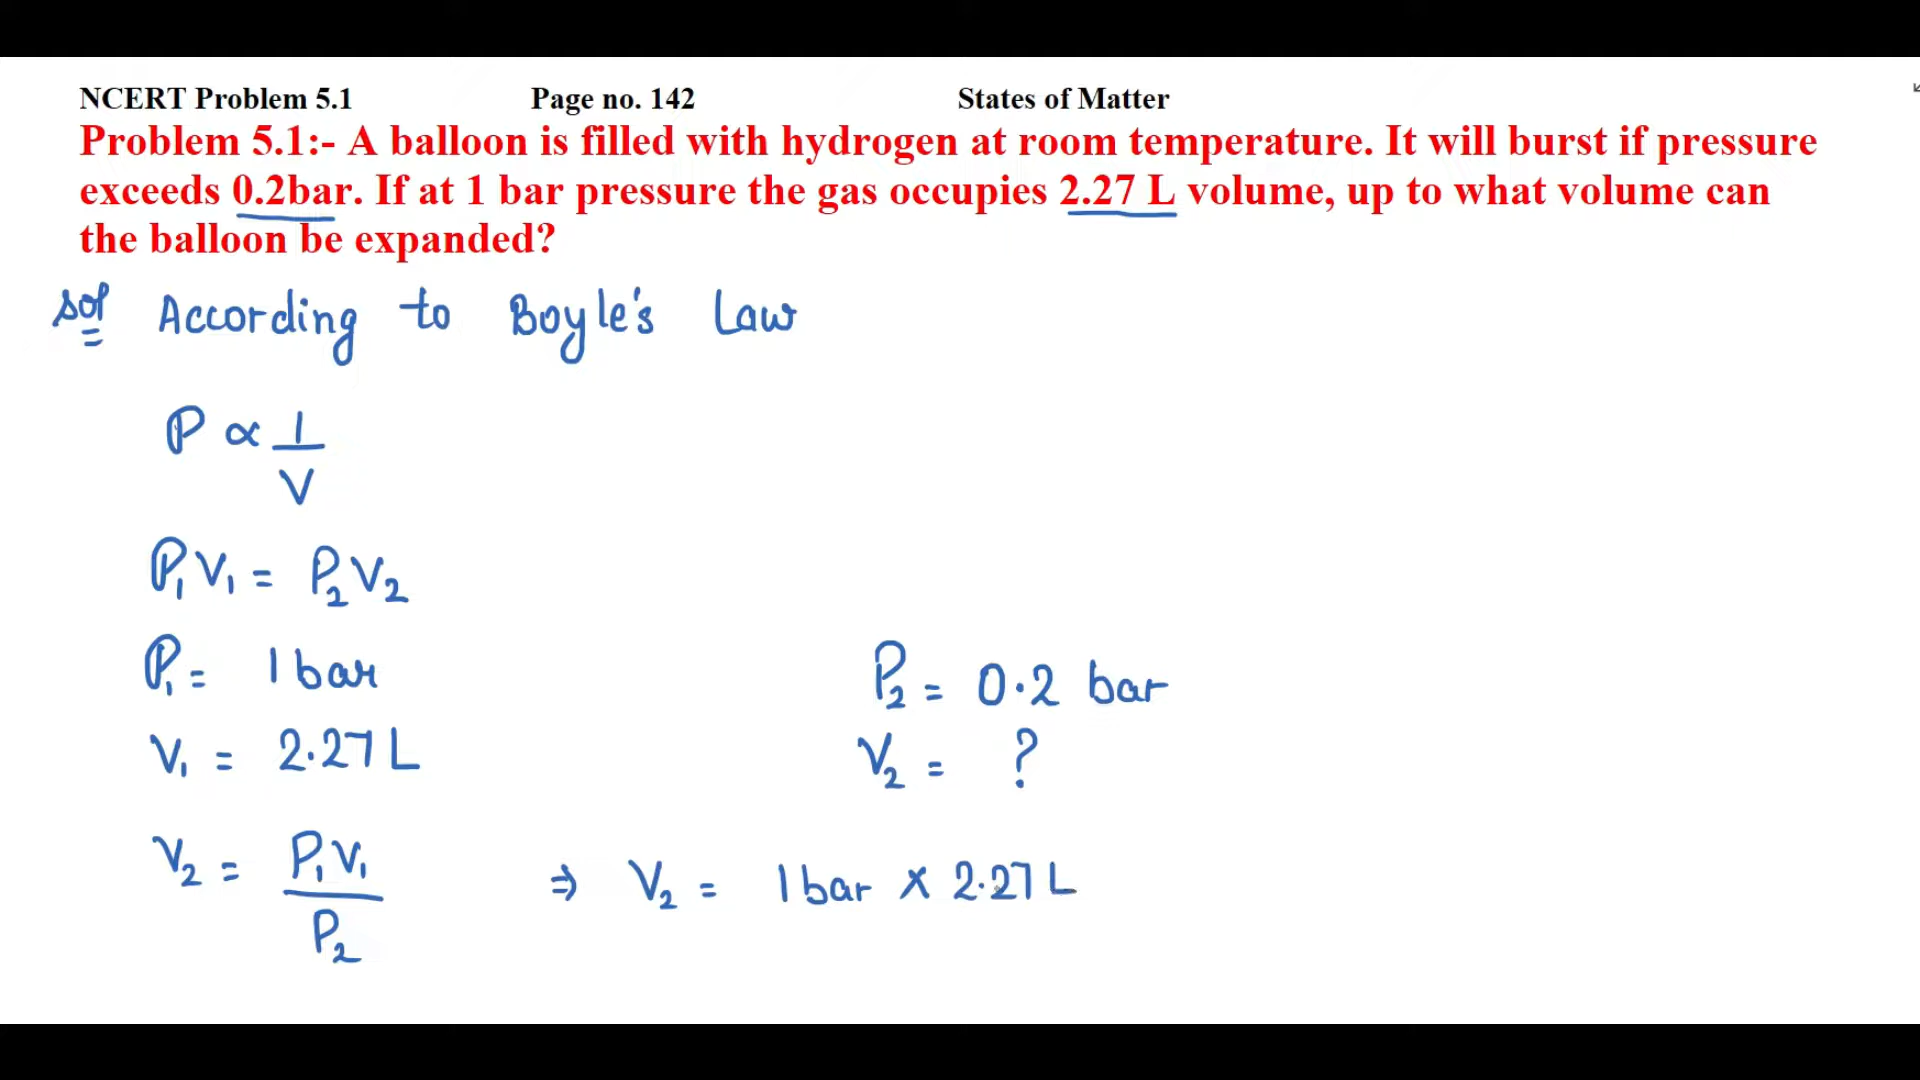 NCERT Problem 5.1 Page no. 142 States of Matter
Problem 5.1:- A balloon is filled with hydrogen at room temperature. It will burst if pressure
exceeds 0.2bar. If at 1 bar pressure the gas occupies 2.27 L volume, up to what volume can
the balloon be expanded?
Sol According to Boyle's Law
P ∝ 1/V
P₁V₁ = P₂V₂
P₁ = 1 bar P₂ = 0.2 bar
V₁ = 2.27 L V₂ = ?
V₂ = P₁V₁/P₂ ⇒ V₂ = 1 bar × 2.27 L